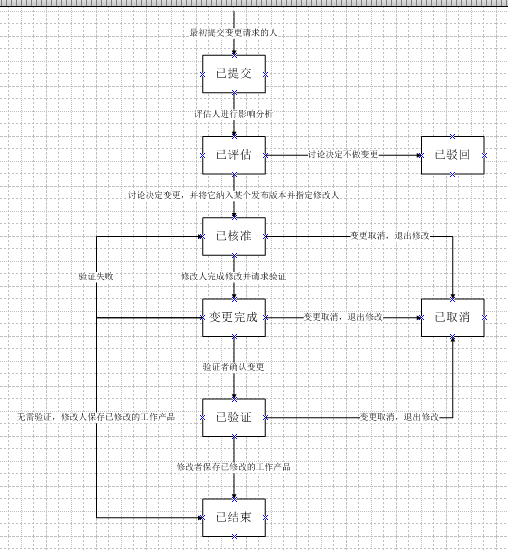 最初提交变更请求的人
已提交
评估人进行影响分析
已评估
讨论决定不做变更
已驳回
讨论决定变更，并将它纳入某个发布版本并指定修改人
已核准
变更取消，退出修改
验证失败
修改人完成修改并请求验证
变更完成
变更取消，退出修改
已取消
验证者确认变更
无需验证，修改人保存已修改的工作产品
已验证
变更取消，退出修改
修改者保存已修改的工作产品
已结束